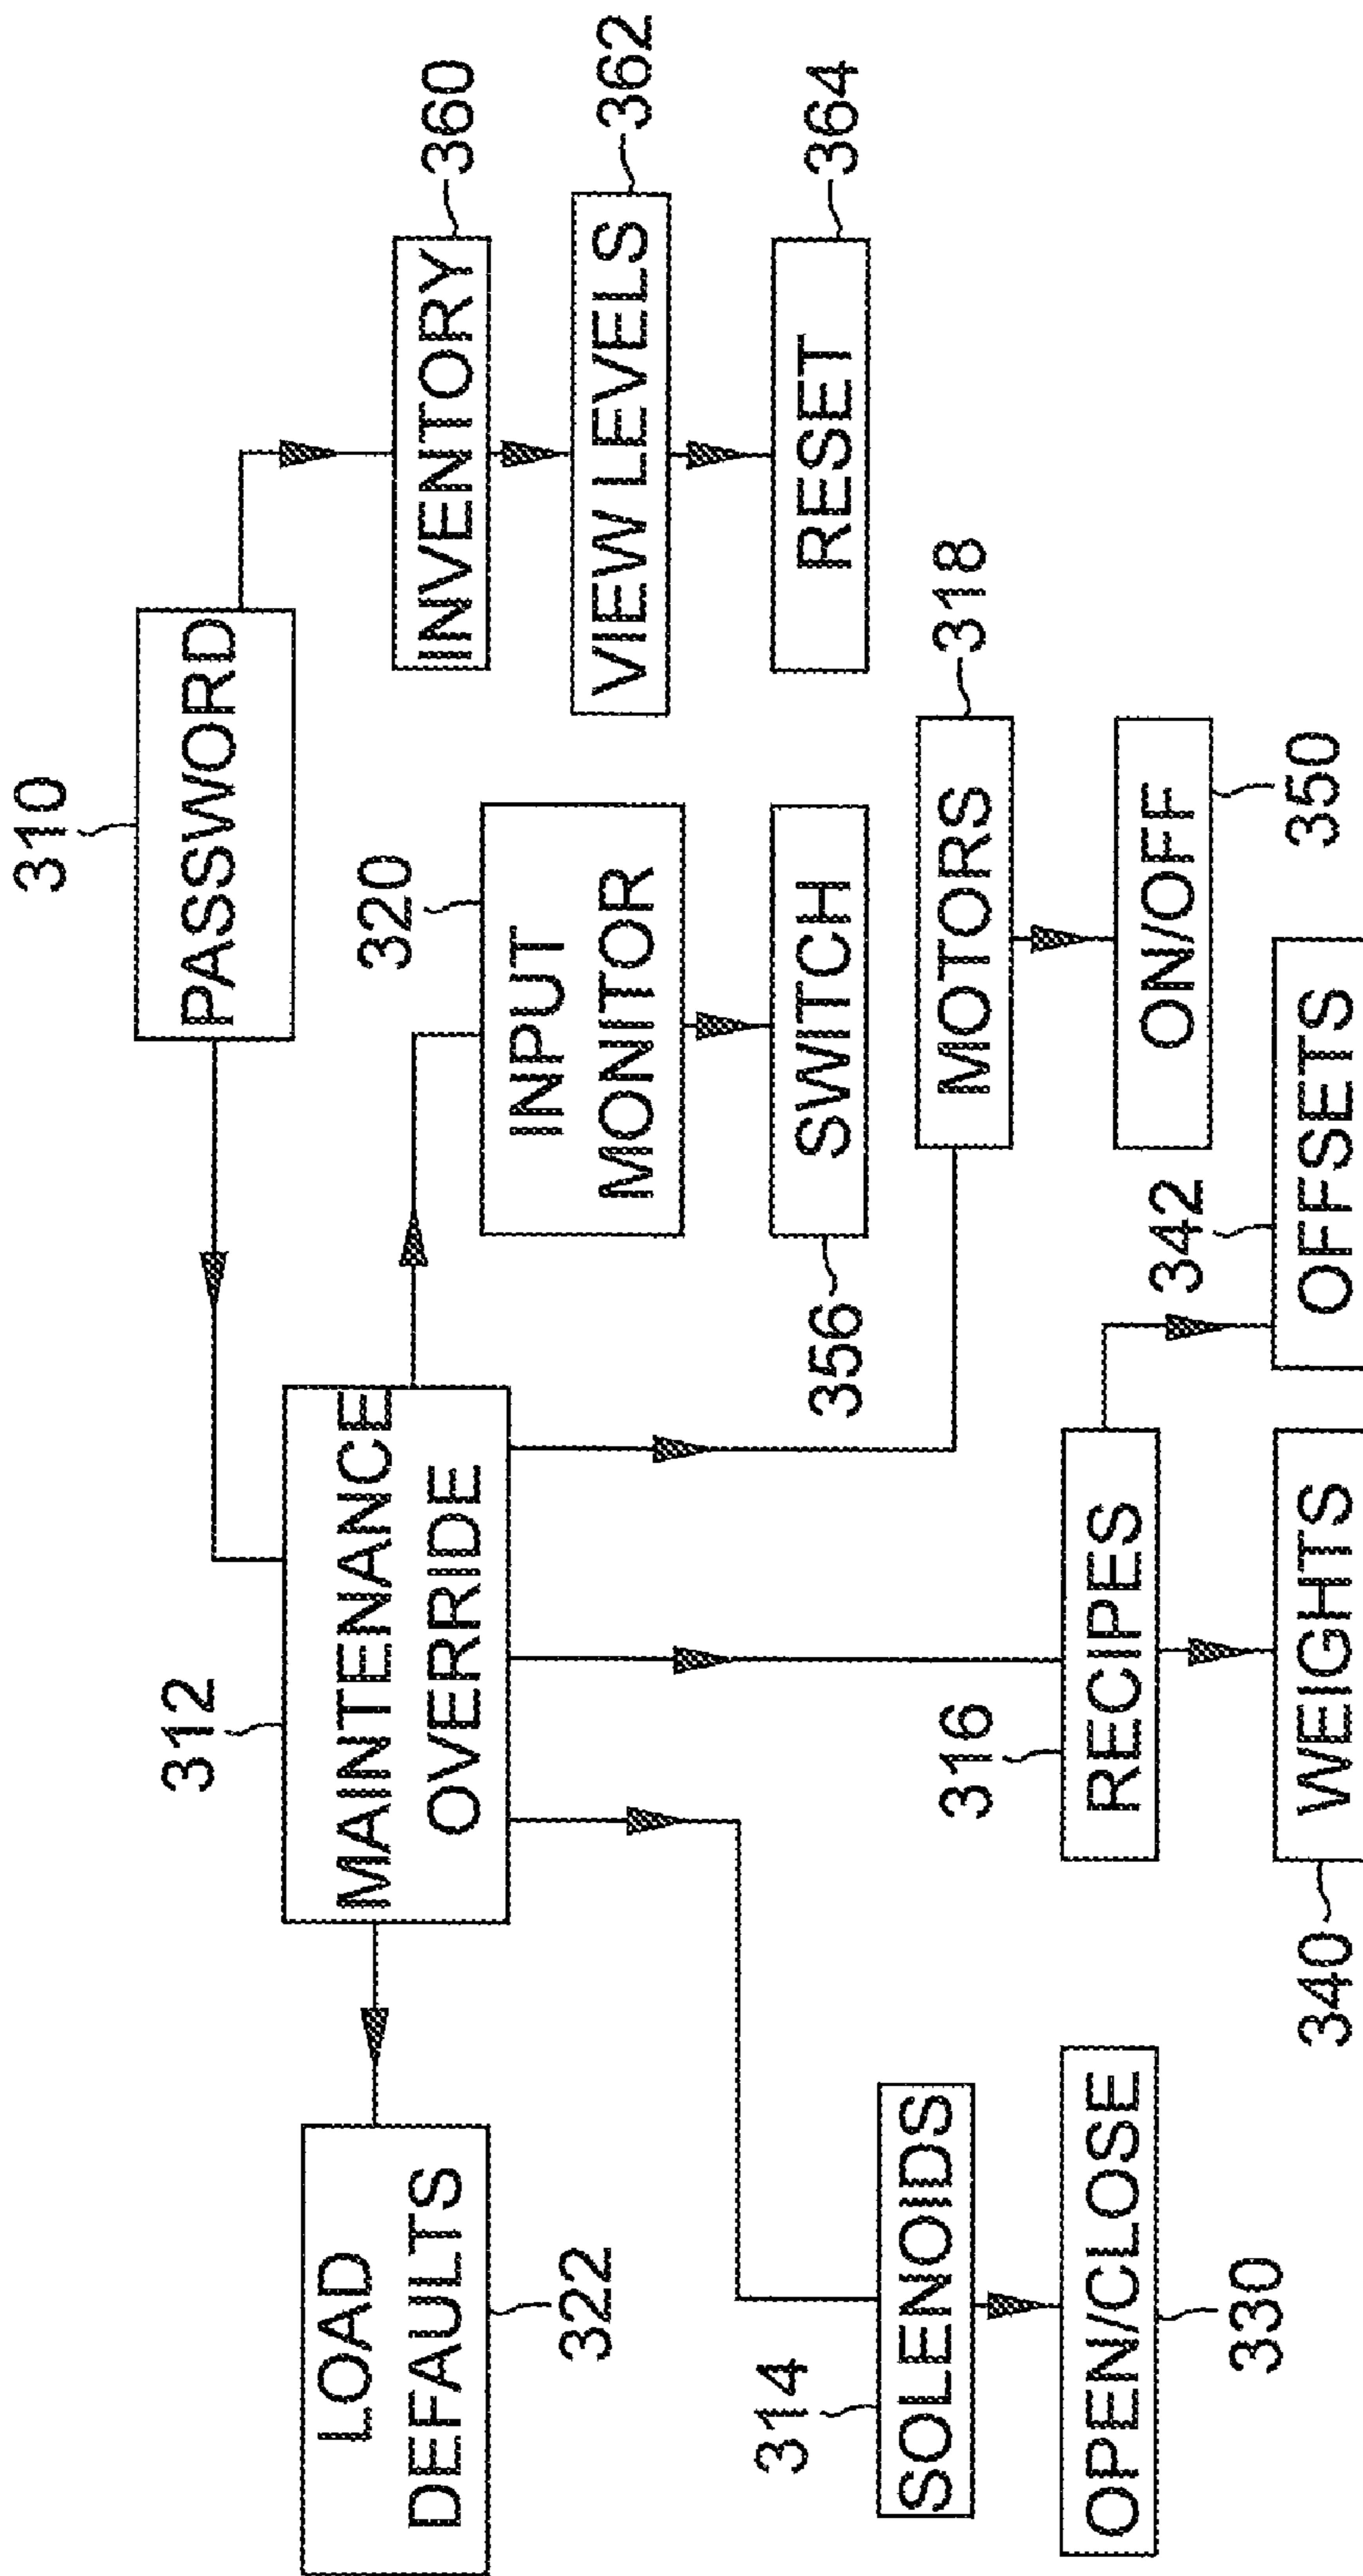 310
PASSWORD
312
MAINTENANCE
OVERRIDE
LOAD
DEFAULTS
322
320
INPUT
MONITOR
INVENTORY
360
VIEW LEVELS
362
SWITCH
356
RESET
364
314
SOLENOIDS
MOTORS
318
316
RECIPES
OPEN/CLOSE
330
ON/OFF
350
340
WEIGHTS
342
OFFSETS